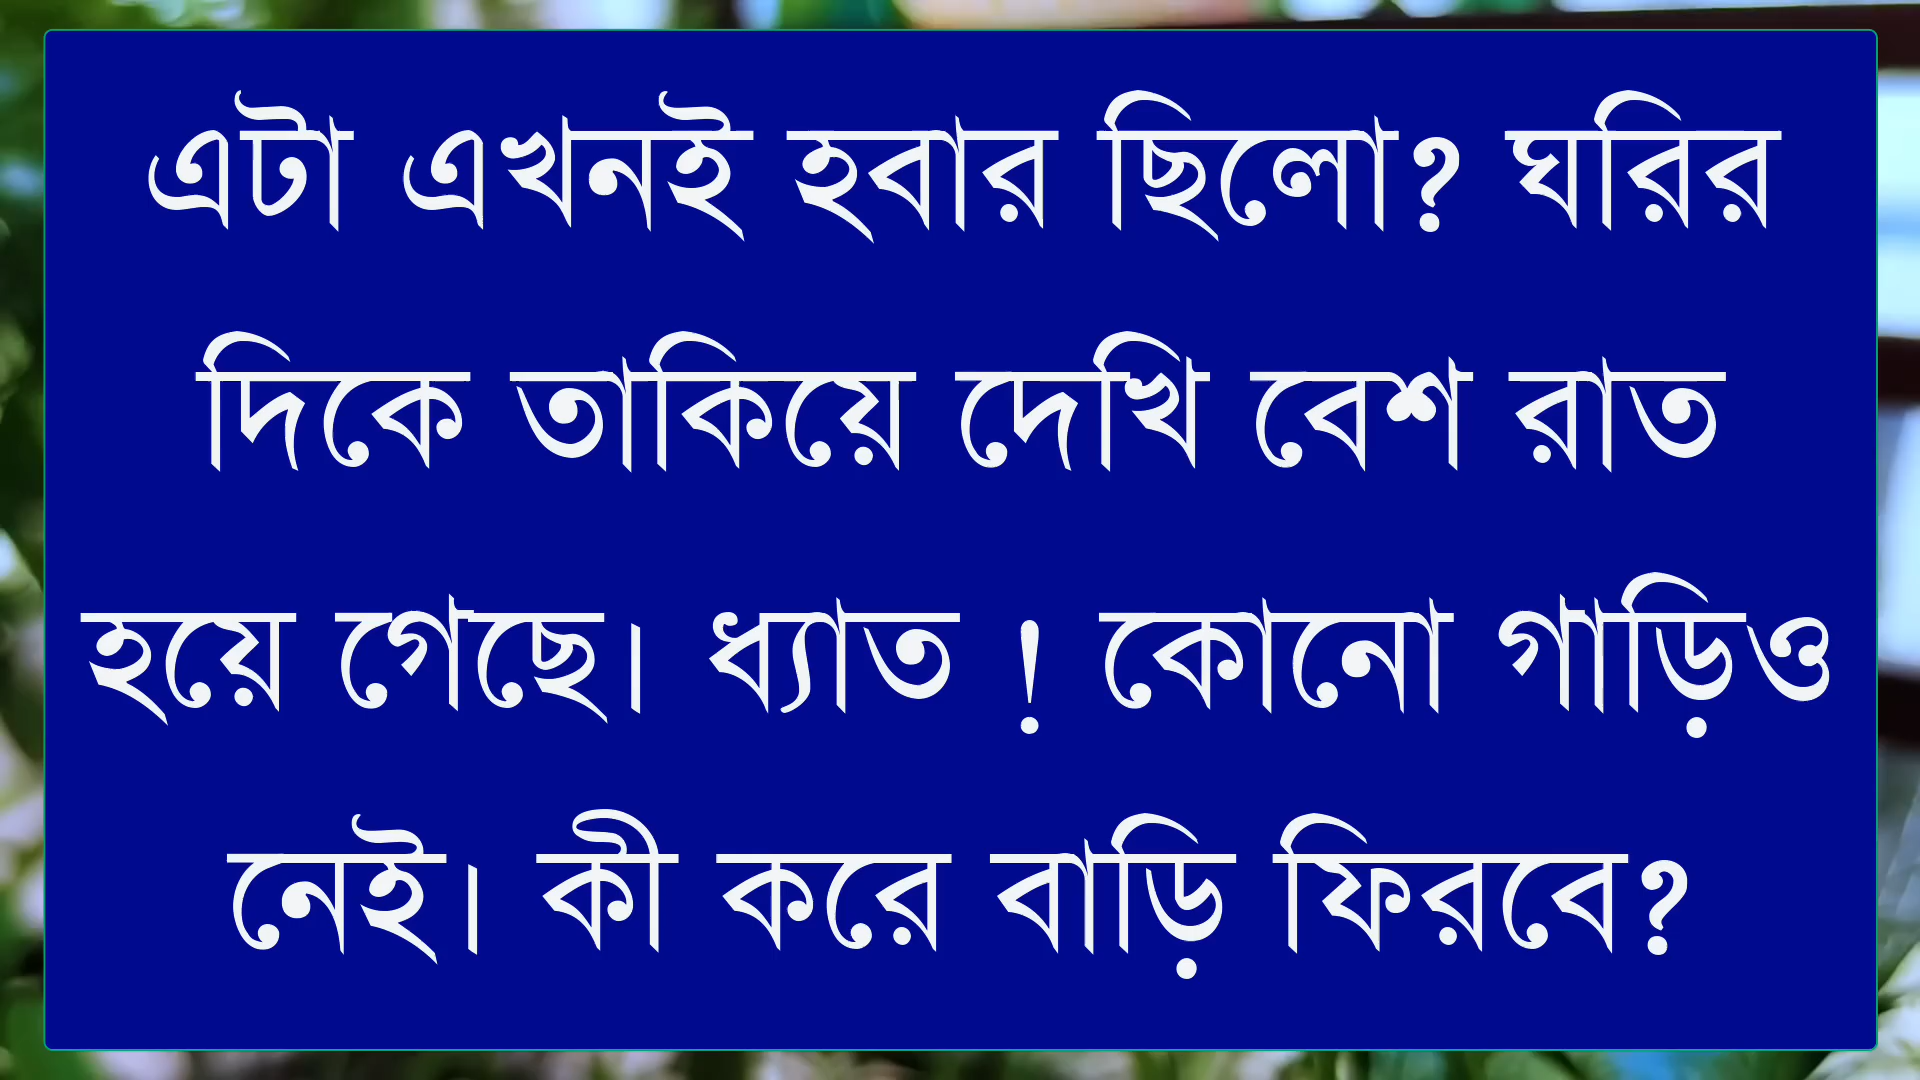 এটা এখনই হবার ছিলো? ঘরির
দিকে তাকিয়ে দেখি বেশ রাত
হয়ে গেছে। ধ্যাত ! কোনো গাড়িও
নেই। কী করে বাড়ি ফিরবে?